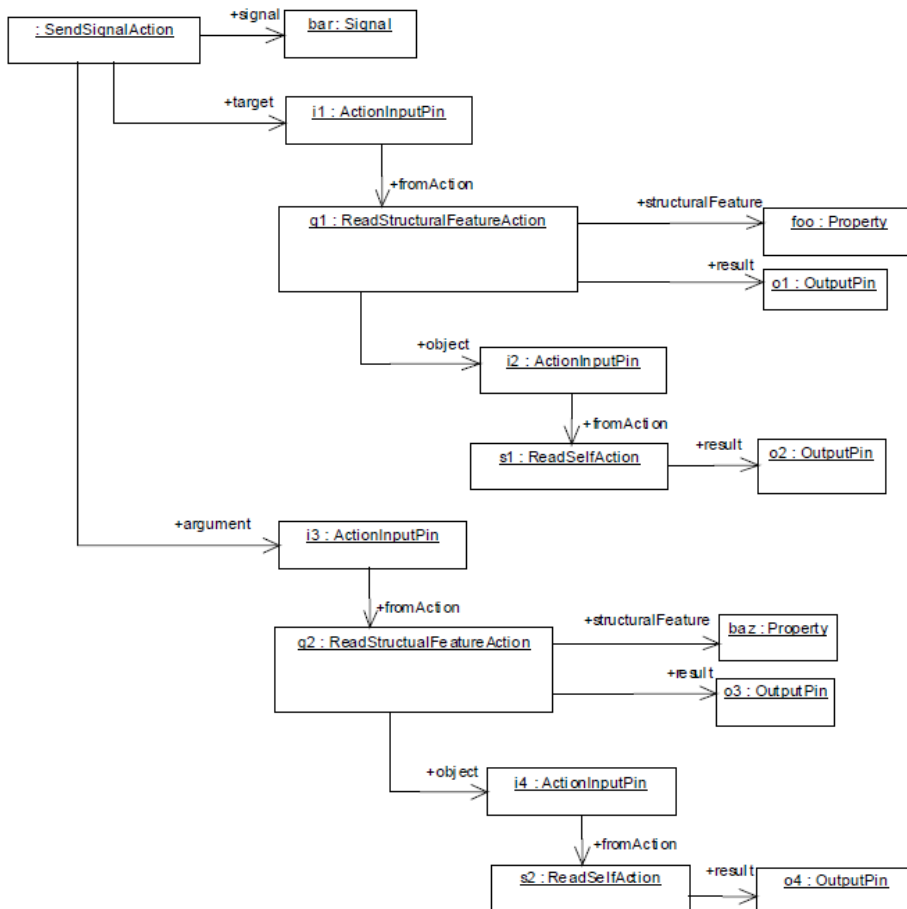 +signal
: SendSignalAction
bar: Signal
+target
i1 : ActionInputPin
+fromAction
+structuralFeature
g1 : ReadStructuralFeatureAction
foo : Property
+result
o1 : OutputPin
+object
i2 : ActionInputPin
+fromAction
+result
s1 : ReadSelfAction
o2 : OutputPin
+argument
i3 : ActionInputPin
+fromAction
+structuralFeature
g2 : ReadStructualFeatureAction
baz : Property
+result
o3 : OutputPin
+object
i4 : ActionInputPin
+fromAction
+result
s2 : ReadSelfAction
o4 : OutputPin